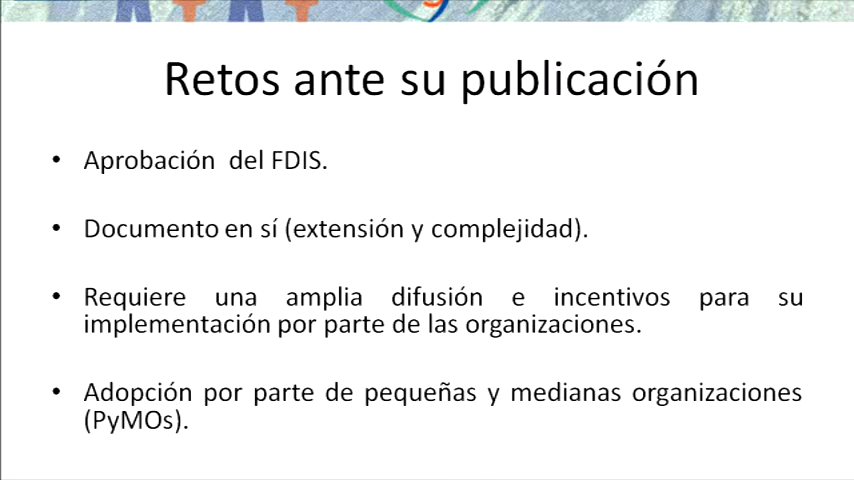 Retos ante su publicación
• Aprobación del FDIS.
• Documento en sí (extensión y complejidad).
• Requiere una amplia difusión e incentivos para su
implementación por parte de las organizaciones.
• Adopción por parte de pequeñas y medianas organizaciones
(PyMOs).